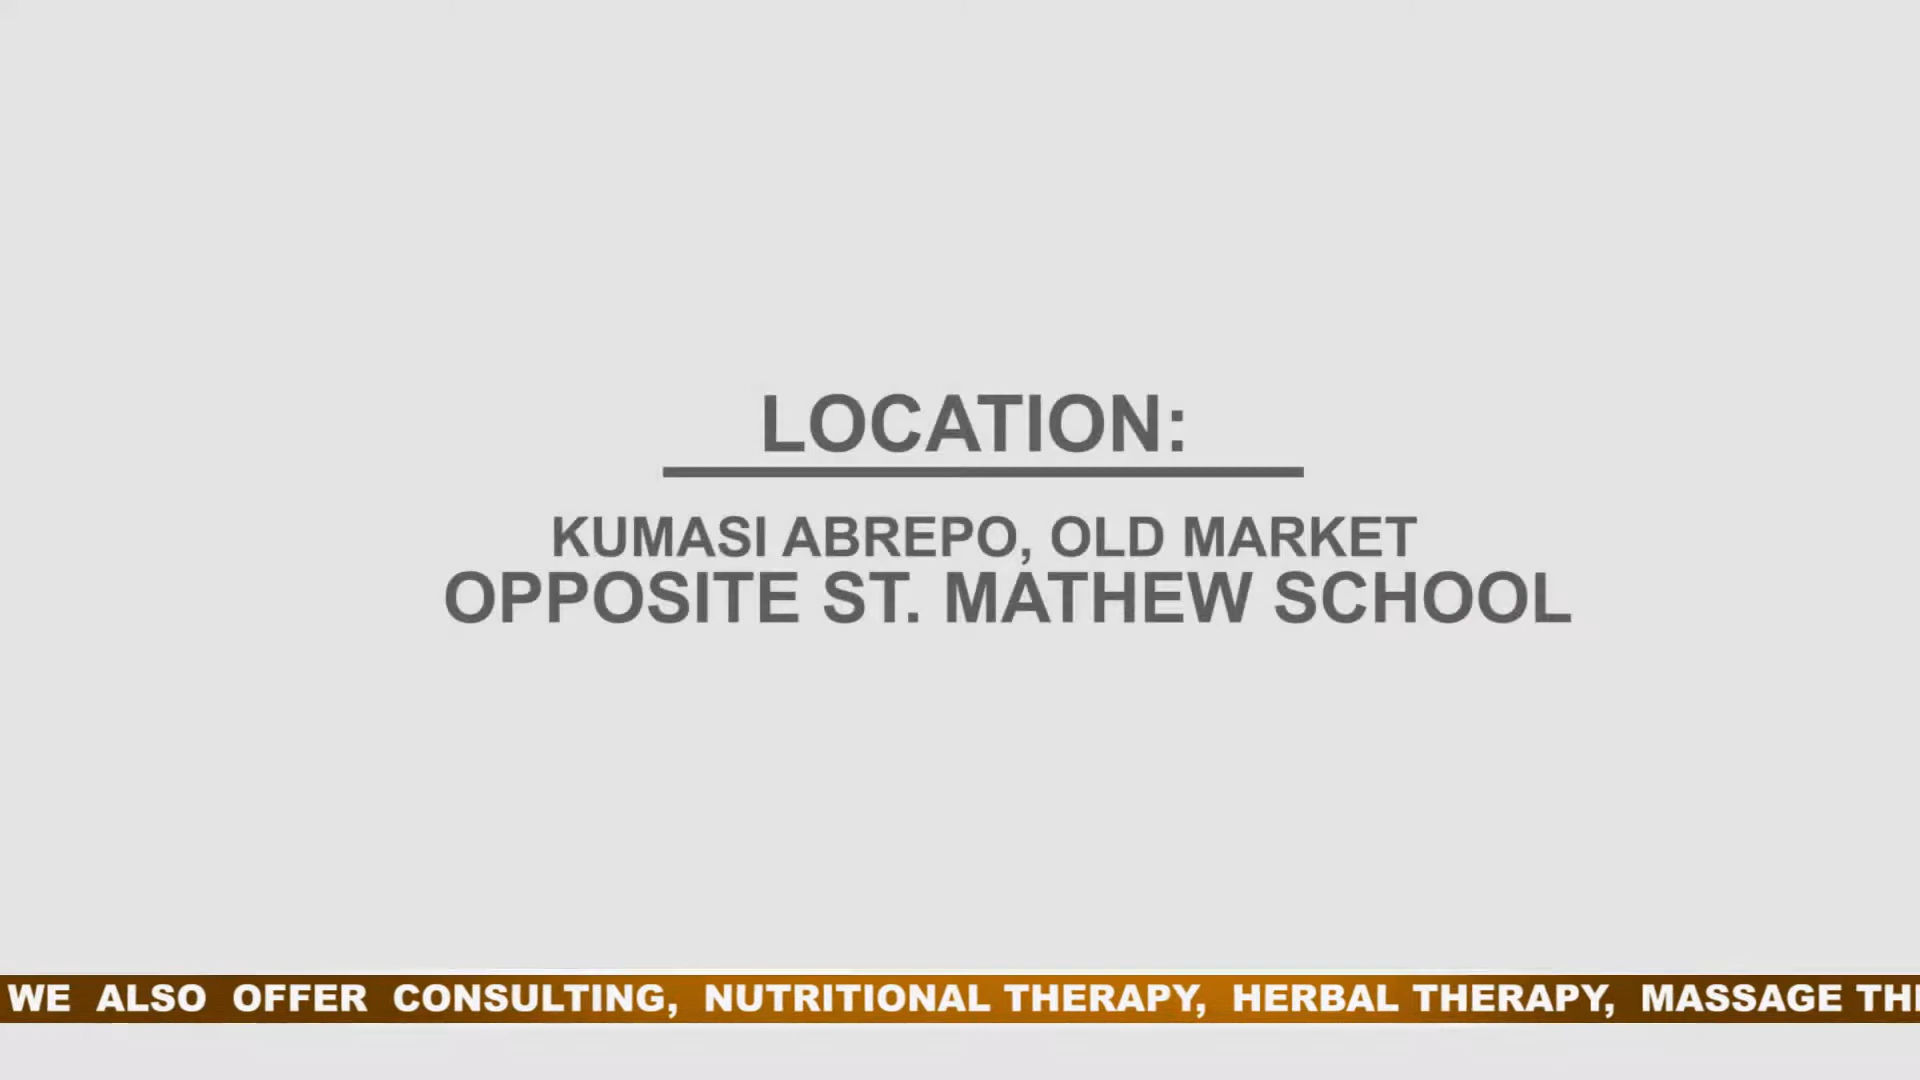 LOCATION:
KUMASI ABREPO, OLD MARKET
OPPOSITE ST. MATHEW SCHOOL
WE ALSO OFFER CONSULTING, NUTRITIONAL THERAPY, HERBAL THERAPY, MASSAGE